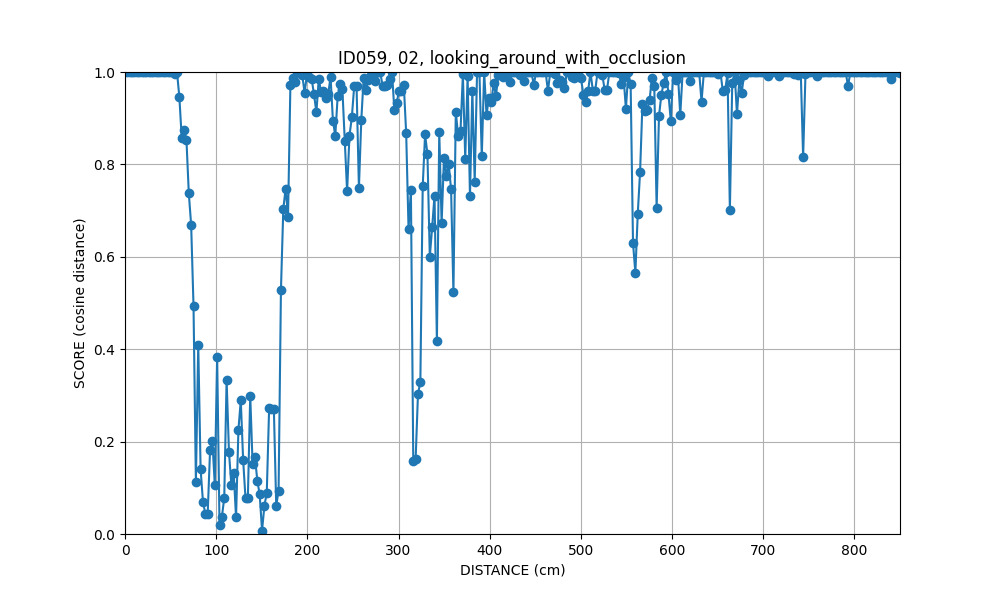 ID059, 02, looking_around_with_occlusion
1.0
0.8
0.6
0.4
0.2
0.0
SCORE (cosine distance)
0 100 200 300 400 500 600 700 800
DISTANCE (cm)